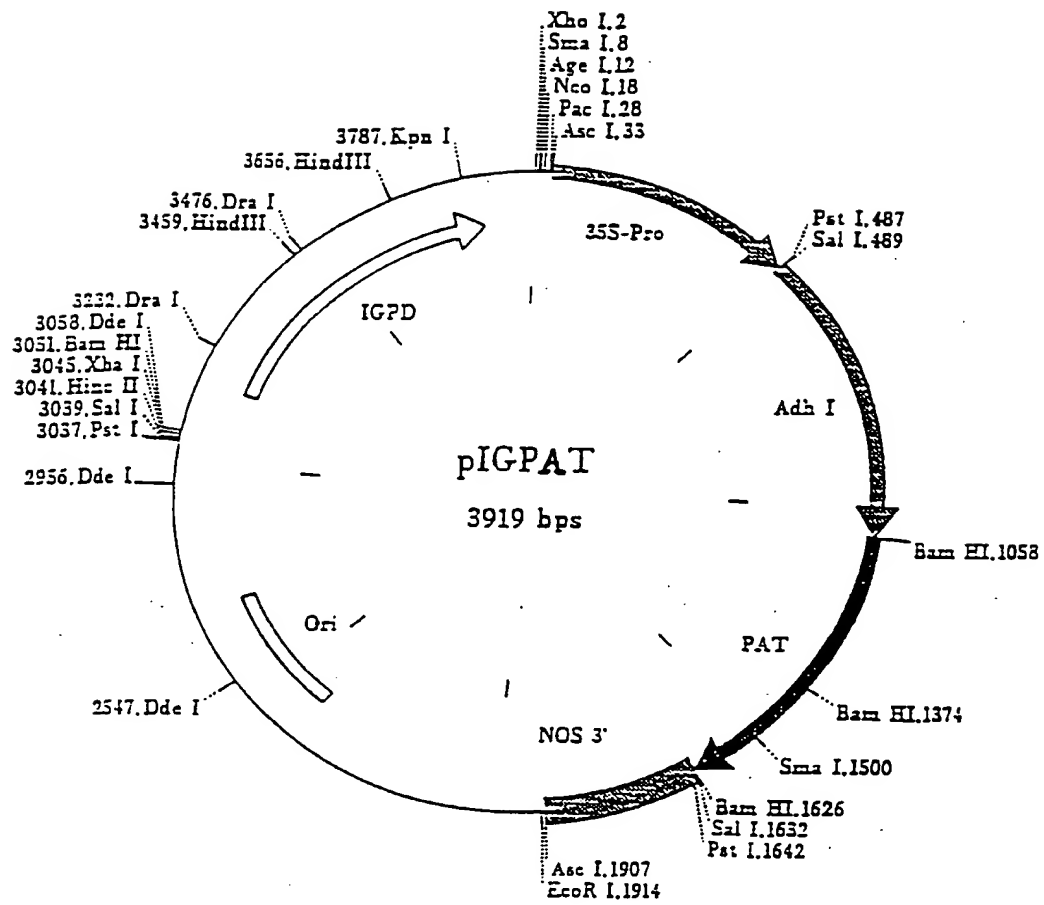 Xho I.2
Sma I.8
Age I.12
Nco I.18
Pac I.28
Asc I.33
3787.Kpn I
3656.HindIII
3476.Dra I
3459.HindIII
3232.Dra I
3058.Dde I
3051.Bam HI
3045.Xba I
3041.Hinc II
3039.Sal I
3037.Pst I
2956.Dde I
2547.Dde I
35S-Pro
Pst I.487
Sal I.489
IGPD
Adh I
pIGPAT
3919 bps
Bam HI.1058
Ori
PAT
Bam HI.1374
NOS 3'
Sma I.1500
Bam HI.1626
Sal I.1632
Pst I.1642
Asc I.1907
EcoR I.1914